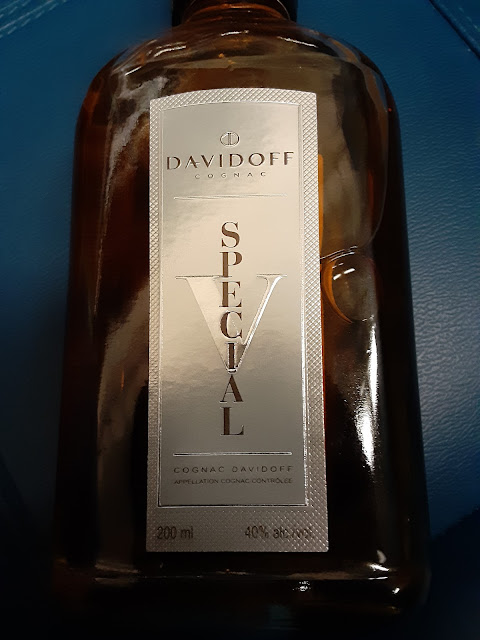 DAVIDOFF
COGNAC
V
SPECIAL
COGNAC DAVIDOFF
APPELLATION COGNAC CONTRÔLÉE
200 ml 40% alc./vol.